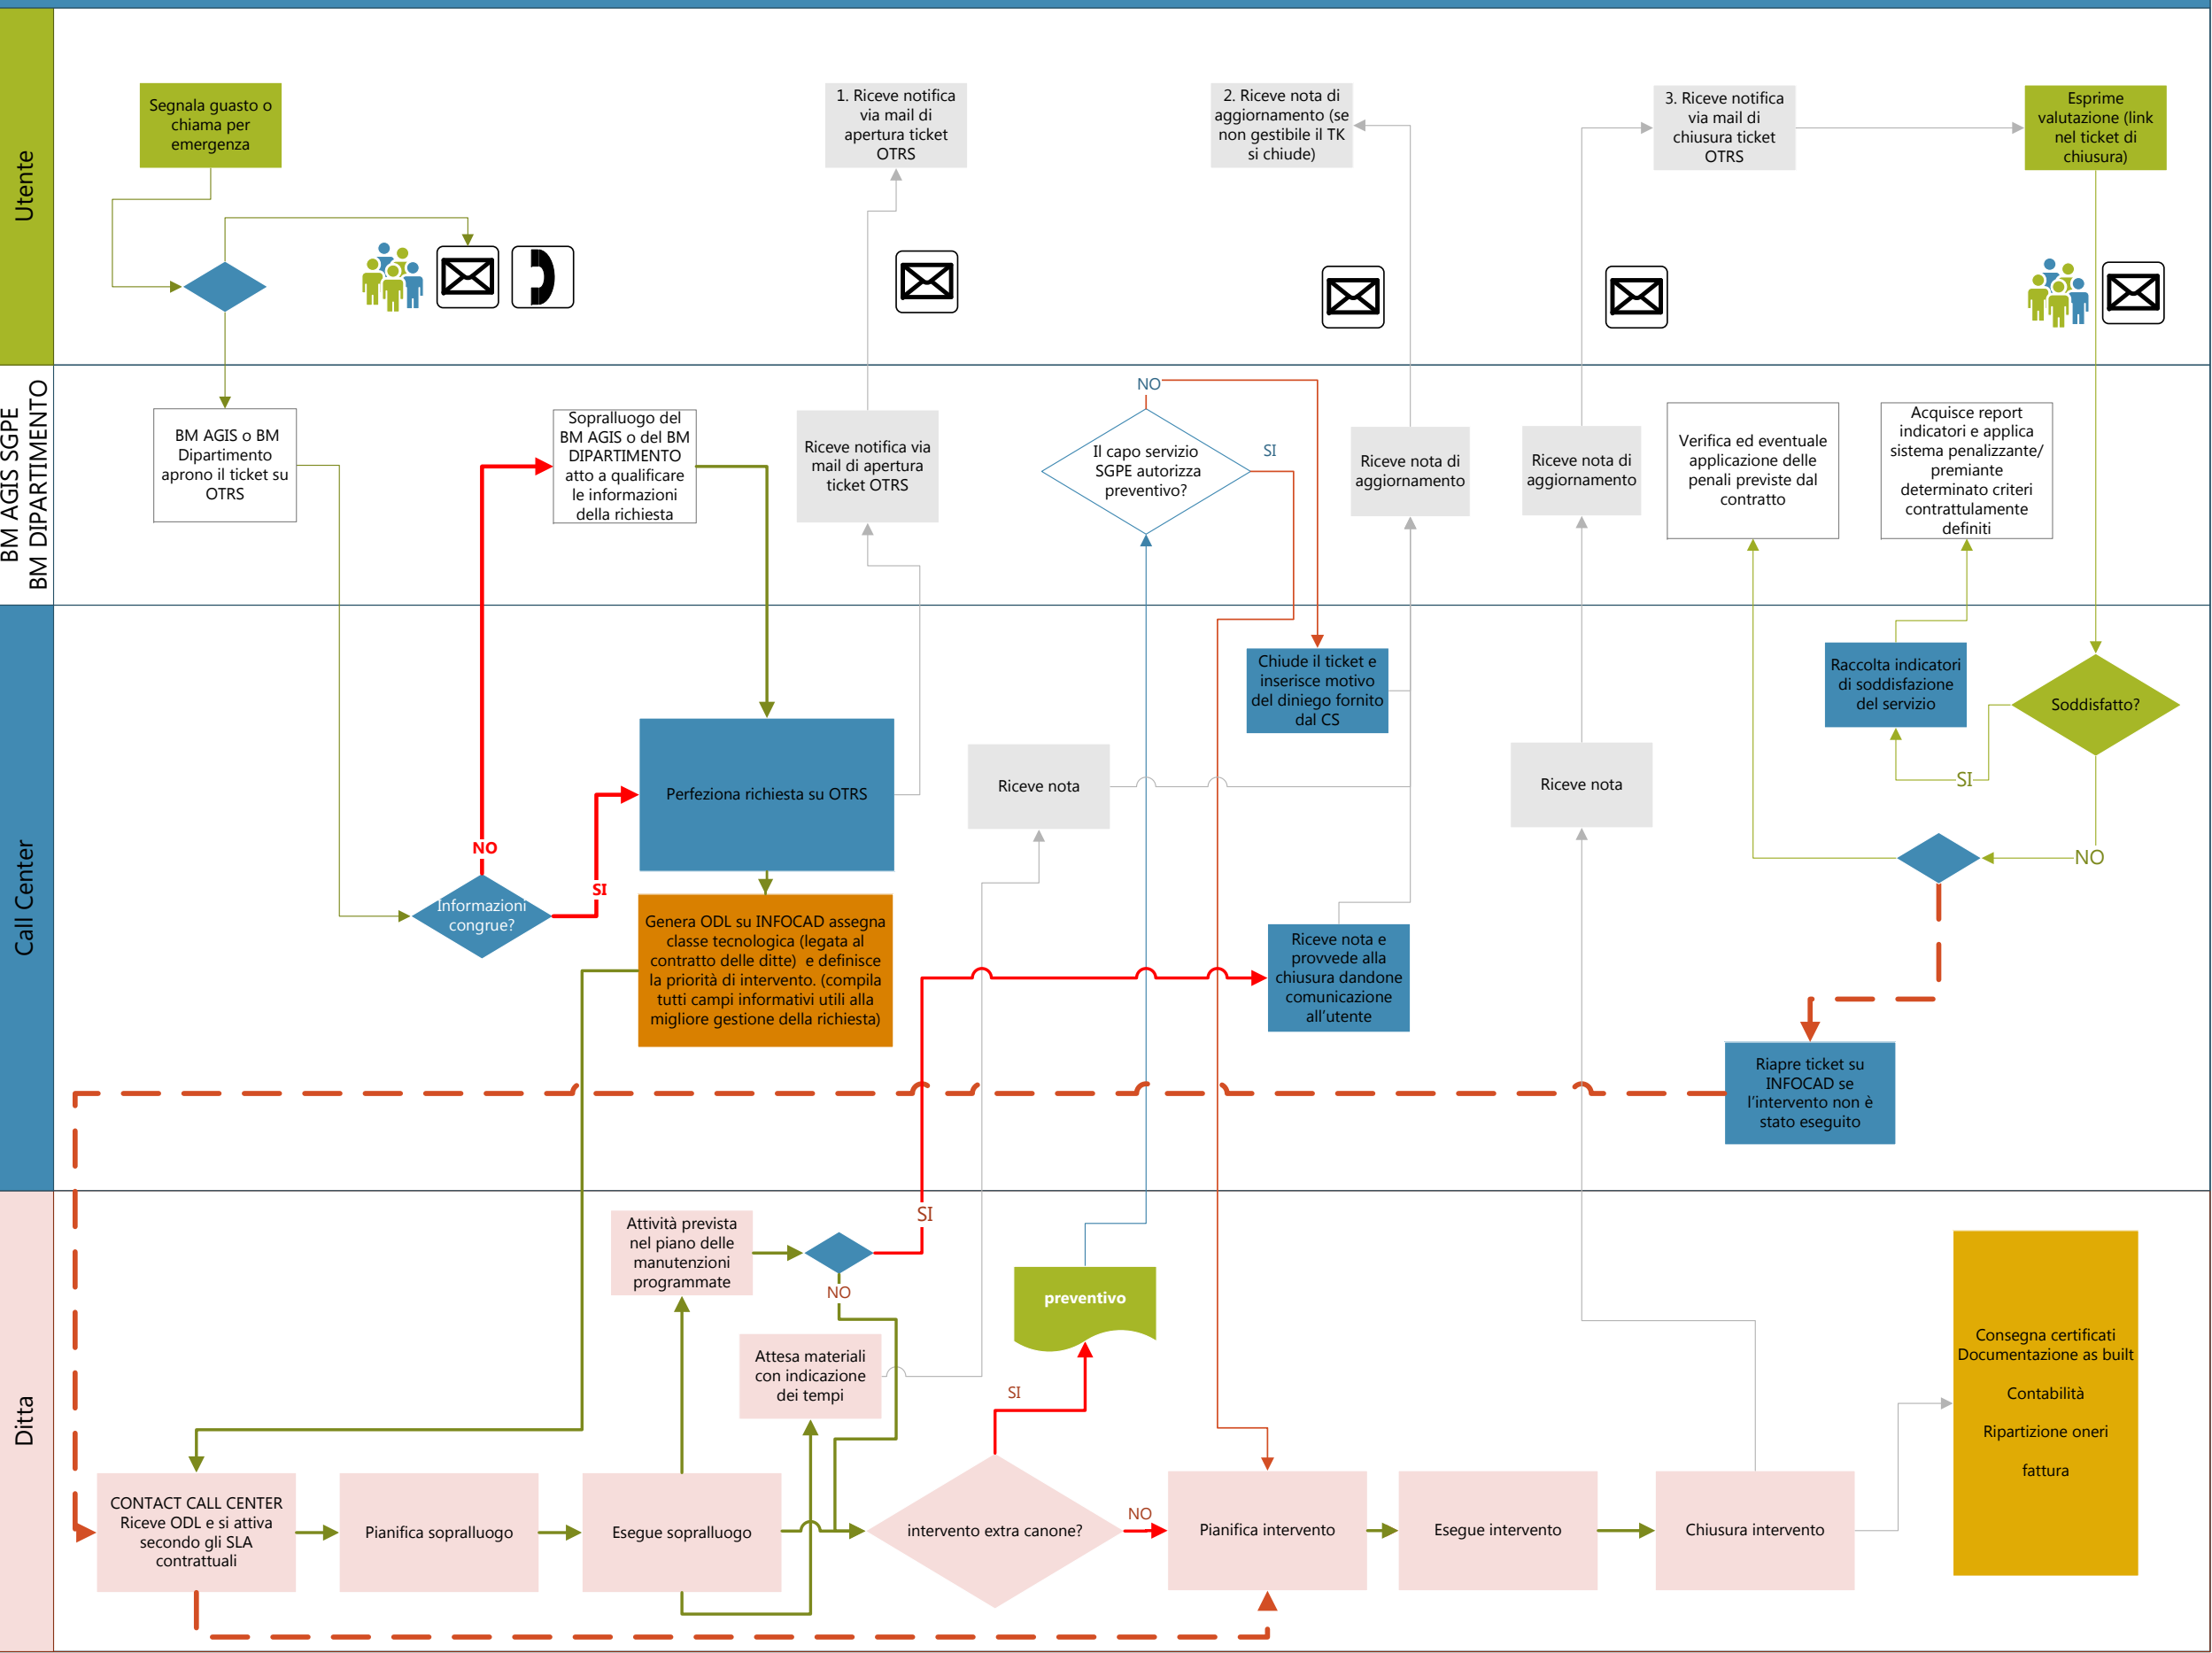 Utente
Segnala guasto o
chiama per
emergenza
1. Riceve notifica
via mail di
apertura ticket
OTRS
2. Riceve nota di
aggiornamento (se
non gestibile il TK
si chiude)
3. Riceve notifica
via mail di
chiusura ticket
OTRS
Esprime
valutazione (link
nel ticket di
chiusura)
BM AGIS SGPE
BM DIPARTIMENTO
BM AGIS o BM
Dipartimento
aprono il ticket su
OTRS
Sopralluogo del
BM AGIS o del BM
DIPARTIMENTO
atto a qualificare
le informazioni
della richiesta
Riceve notifica via
mail di apertura
ticket OTRS
NO
Il capo servizio
SGPE autorizza
preventivo?
SI
Riceve nota di
aggiornamento
Riceve nota di
aggiornamento
Verifica ed eventuale
applicazione delle
penali previste dal
contratto
Acquisce report
indicatori e applica
sistema penalizzante/
premiante
determinato criteri
contrattulamente
definiti
Call Center
Informazioni
congrue?
NO
SI
Perfeziona richiesta su OTRS
Genera ODL su INFOCAD assegna
classe tecnologica (legata al
contratto delle ditte)  e definisce
la priorità di intervento. (compila
tutti campi informativi utili alla
migliore gestione della richiesta)
Riceve nota
Chiude il ticket e
inserisce motivo
del diniego fornito
dal CS
Riceve nota e
provvede alla
chiusura dandone
comunicazione
all'utente
Riceve nota
Raccolta indicatori
di soddisfazione
del servizio
Soddisfatto?
SI
NO
Riapre ticket su
INFOCAD se
l'intervento non è
stato eseguito
Ditta
Attività prevista
nel piano delle
manutenzioni
programmate
SI
NO
Attesa materiali
con indicazione
dei tempi
preventivo
SI
CONTACT CALL CENTER
Riceve ODL e si attiva
secondo gli SLA
contrattuali
Pianifica sopralluogo
Esegue sopralluogo
intervento extra canone?
NO
Pianifica intervento
Esegue intervento
Chiusura intervento
Consegna certificati
Documentazione as built
Contabilità
Ripartizione oneri
fattura